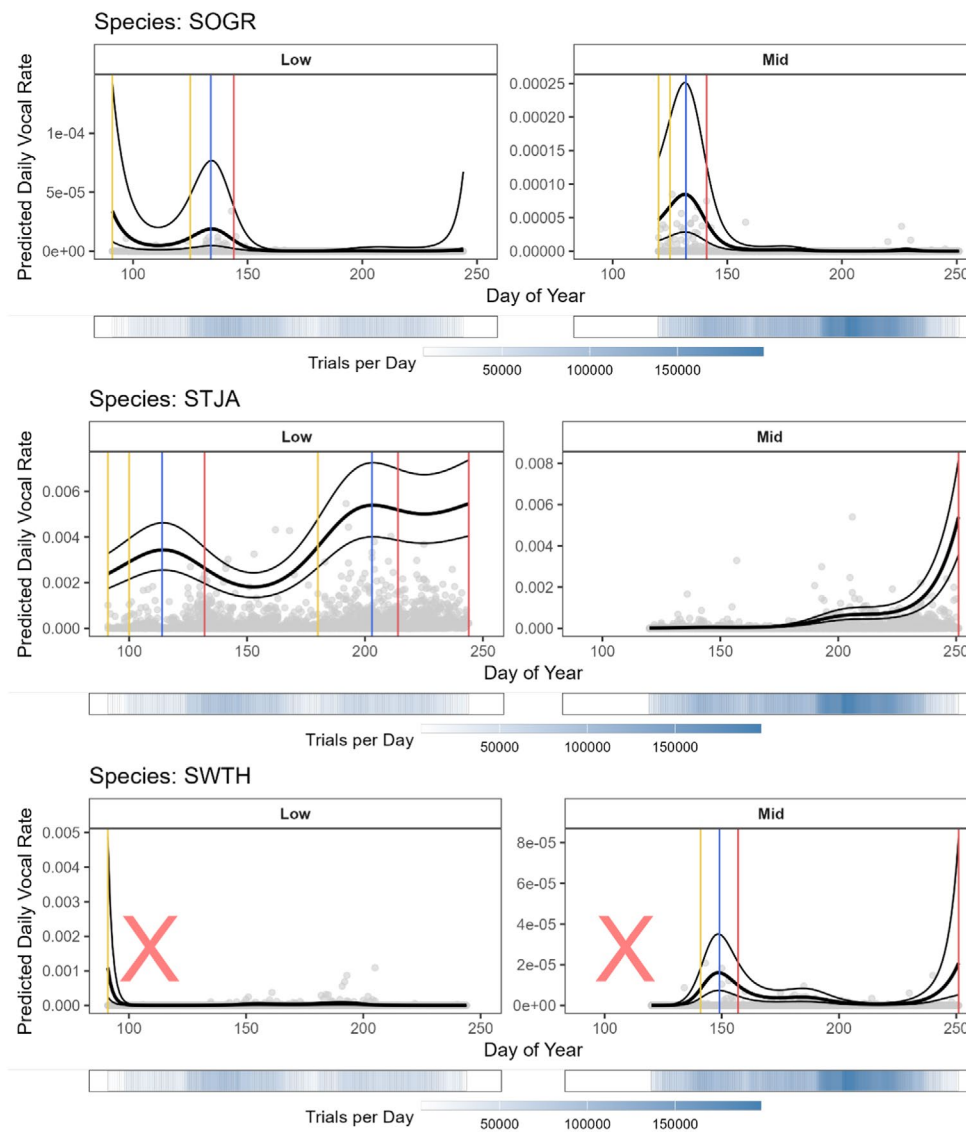 Species: SOGR
Low
Mid
Predicted Daily Vocal Rate
1e-04
5e-05
0e+00
100
150
200
250
0.00025
0.00020
0.00015
0.00010
0.00005
0.00000
100
150
200
250
Day of Year
Trials per Day
50000
100000
150000
Species: STJA
Low
Mid
Predicted Daily Vocal Rate
0.006
0.004
0.002
0.000
100
150
200
250
0.008
0.006
0.004
0.002
0.000
100
150
200
250
Day of Year
Trials per Day
50000
100000
150000
Species: SWTH
Low
Mid
Predicted Daily Vocal Rate
0.005
0.004
0.003
0.002
0.001
0.000
X
100
150
200
250
8e-05
6e-05
4e-05
2e-05
0e+00
X
100
150
200
250
Day of Year
Trials per Day
50000
100000
150000